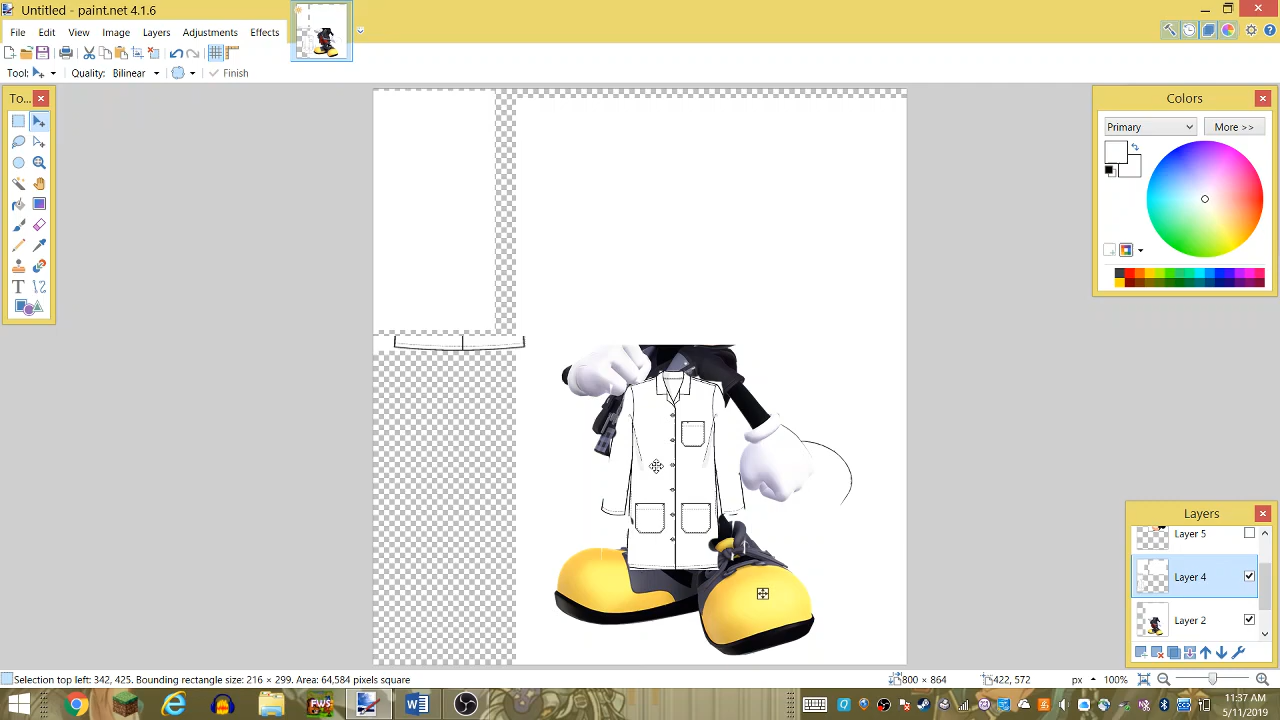 Untitled - paint.net 4.1.6
File Edit View Image Layers Adjustments Effects
Tool: Quality: Bilinear Finish
To...
Colors
Primary More >>
Layers
Layer 5
Layer 4
Layer 2
Selection top left: 342, 425. Bounding rectangle size: 216 × 299. Area: 64,584 pixels square
800 × 864
422, 572
px
100%
FWS
11:37 AM
5/11/2019